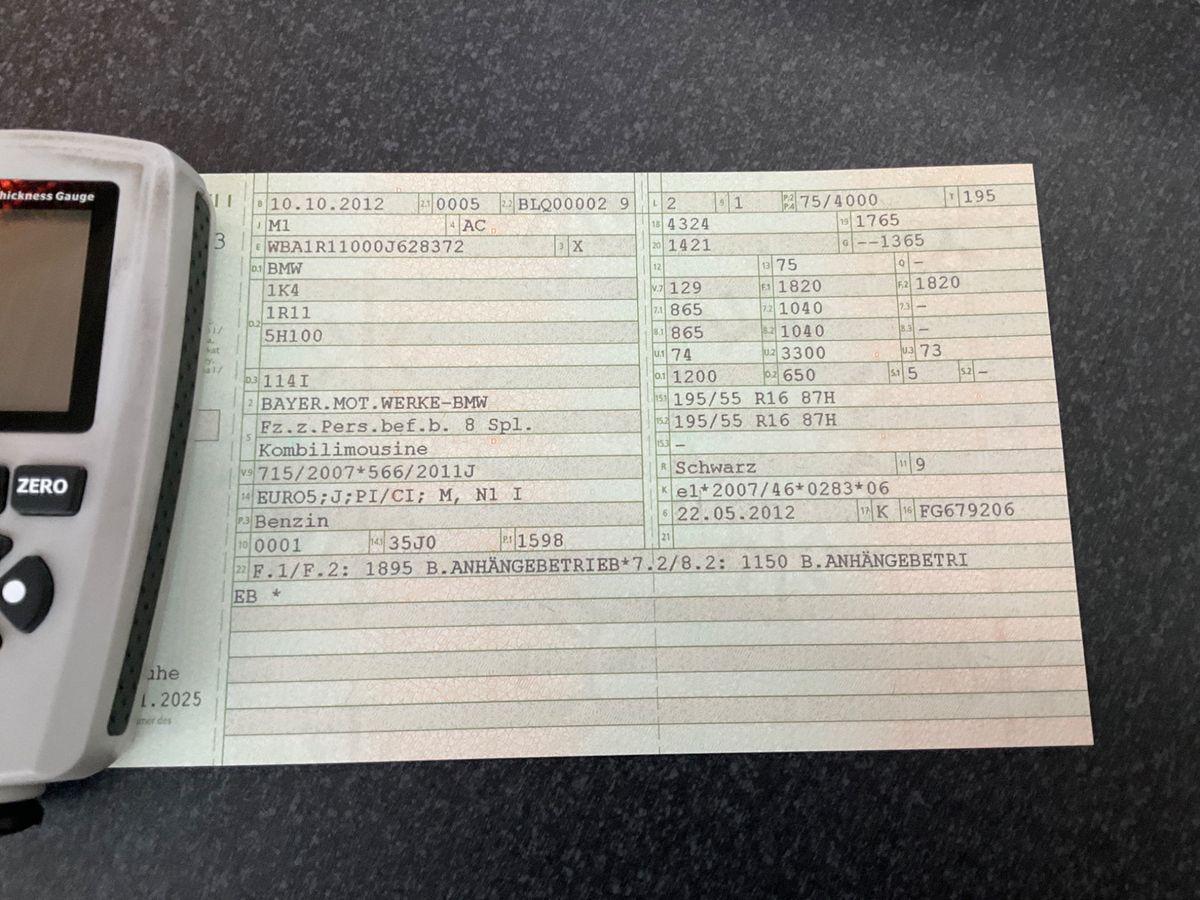 hickness Gauge
ZERO
3
B 10.10.2012 2.1 0005 2.2 BLQ00002 9
J M1 4 AC
E WBA1R11000J628372 3 X
D.1 BMW
1K4
D.2 1R11
5H100
D.3 114I
2 BAYER.MOT.WERKE-BMW
5 Fz.z.Pers.bef.b. 8 Spl.
Kombilimousine
V.9 715/2007*566/2011J
14 EURO5;J;PI/CI; M, N1 I
P.3 Benzin
10 0001 14.1 35J0 P.1 1598
L 2 9 1 P.2 P.4 75/4000 T 195
18 4324 19 1765
20 1421 G --1365
12 13 75 Q -
V.7 129 F.1 1820 F.2 1820
7.1 865 7.2 1040 7.3 -
8.1 865 8.2 1040 8.3 -
U.1 74 U.2 3300 U.3 73
O.1 1200 O.2 650 S.1 5 S.2 -
15.1 195/55 R16 87H
15.2 195/55 R16 87H
15.3 -
R Schwarz 11 9
K e1*2007/46*0283*06
6 22.05.2012 17 K 16 FG679206
21
22 F.1/F.2: 1895 B.ANHÄNGEBETRIEB*7.2/8.2: 1150 B.ANHÄNGEBETRI
EB *
uhe
1.2025
mer des